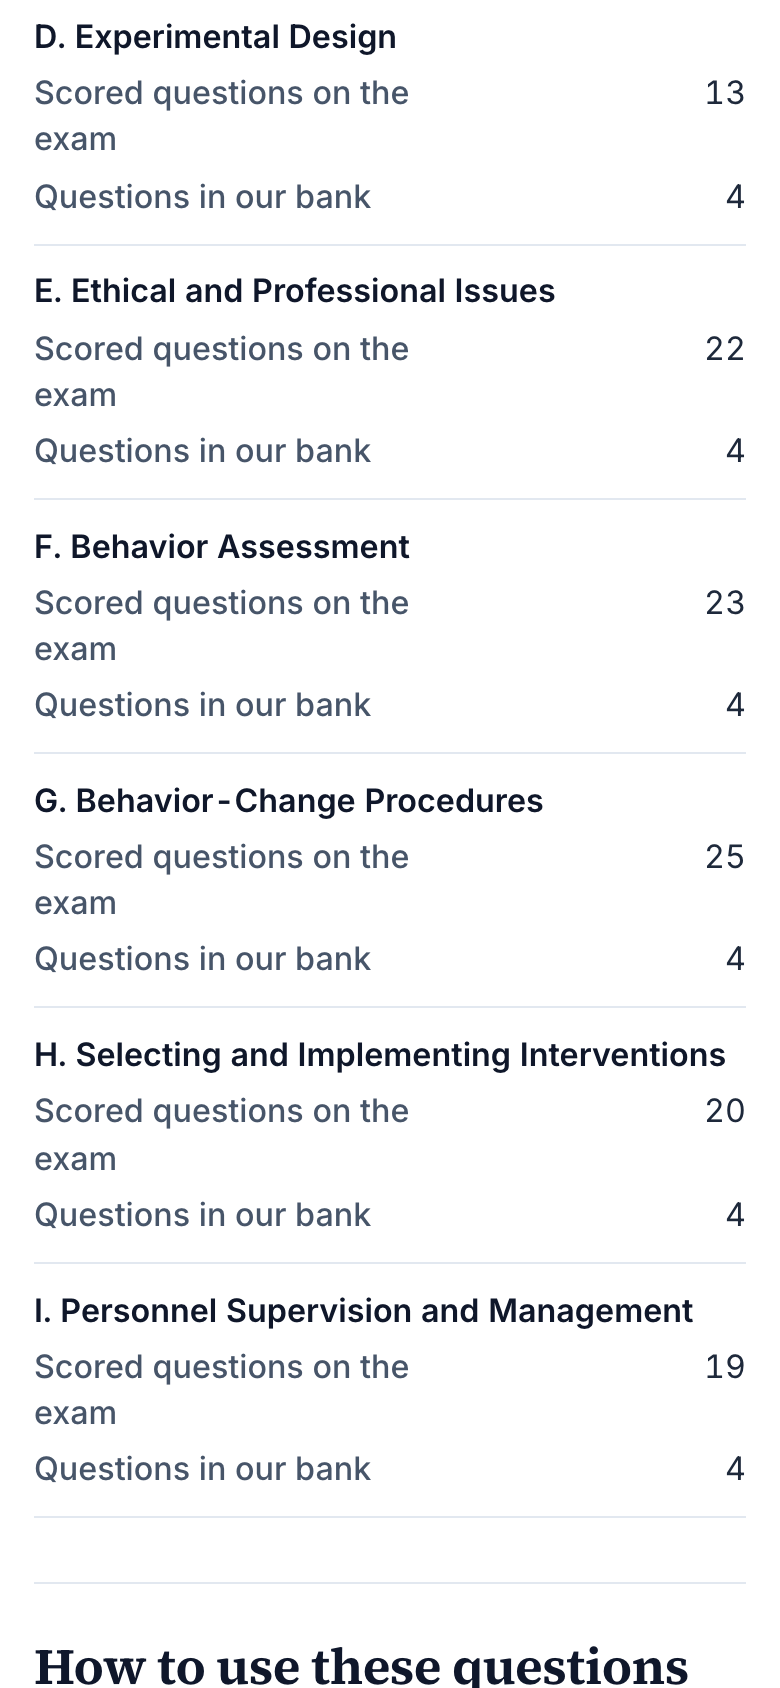 D. Experimental Design
Scored questions on the 13
exam
Questions in our bank 4
E. Ethical and Professional Issues
Scored questions on the 22
exam
Questions in our bank 4
F. Behavior Assessment
Scored questions on the 23
exam
Questions in our bank 4
G. Behavior-Change Procedures
Scored questions on the 25
exam
Questions in our bank 4
H. Selecting and Implementing Interventions
Scored questions on the 20
exam
Questions in our bank 4
I. Personnel Supervision and Management
Scored questions on the 19
exam
Questions in our bank 4
How to use these questions